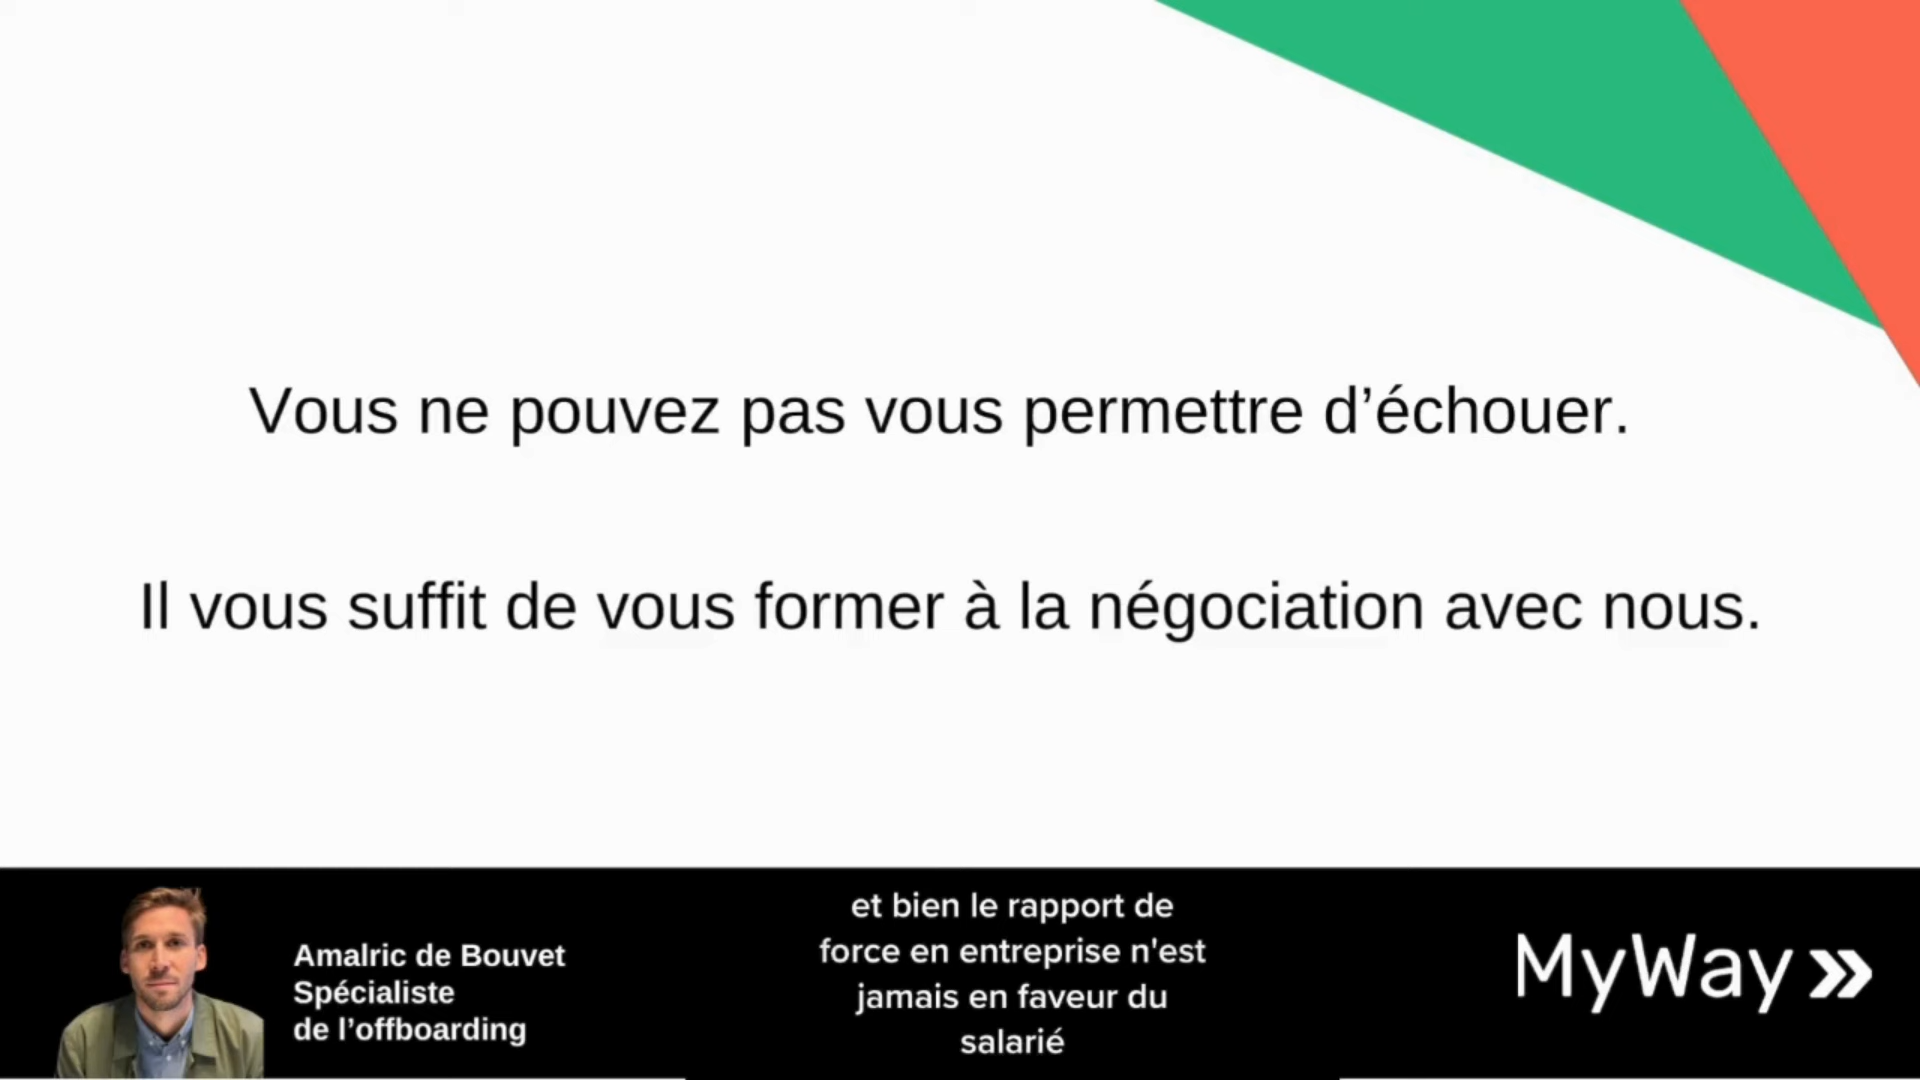 Vous ne pouvez pas vous permettre d’échouer.
Il vous suffit de vous former à la négociation avec nous.
Amalric de Bouvet
Spécialiste
de l’offboarding
et bien le rapport de
force en entreprise n'est
jamais en faveur du
salarié
MyWay